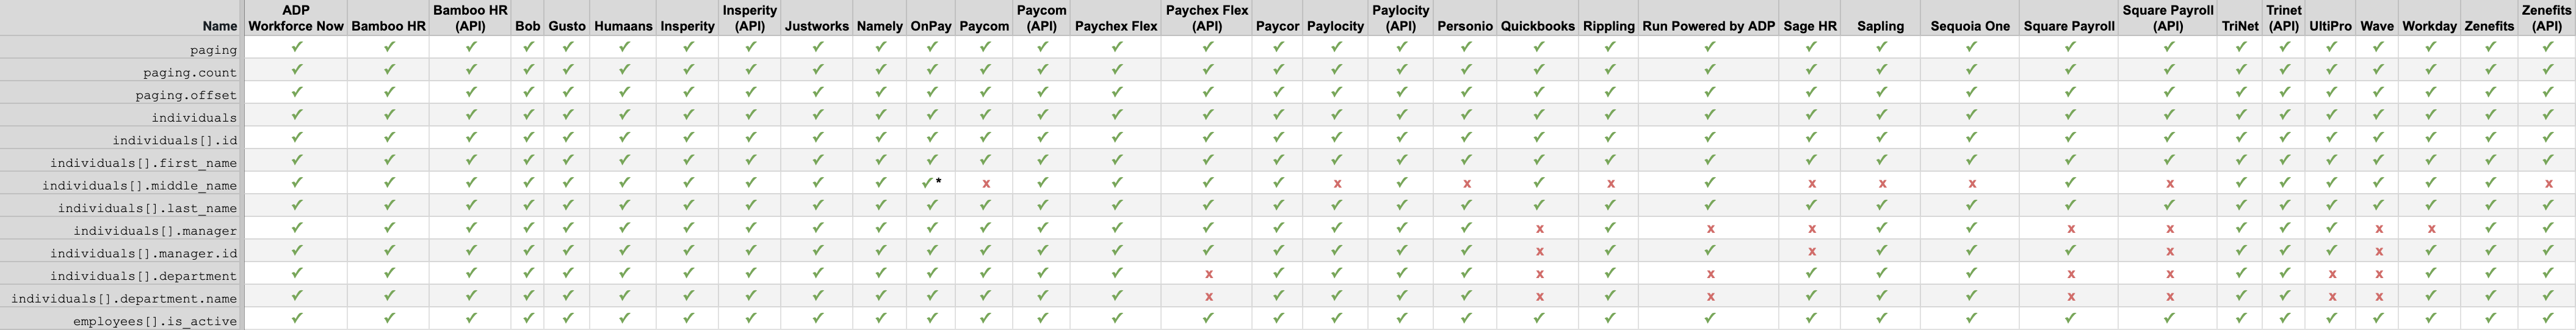 ADP Bamboo HR Insperity Paycom Paychex Flex Paylocity Square Payroll Trinet Zenefits
Name Workforce Now Bamboo HR (API) Bob Gusto Humaans Insperity (API) Justworks Namely OnPay Paycom (API) Paychex Flex (API) Paycor Paylocity (API) Personio Quickbooks Rippling Run Powered by ADP Sage HR Sapling Sequoia One Square Payroll (API) TriNet (API) UltiPro Wave Workday Zenefits (API)
paging ✓ ✓ ✓ ✓ ✓ ✓ ✓ ✓ ✓ ✓ ✓ ✓ ✓ ✓ ✓ ✓ ✓ ✓ ✓ ✓ ✓ ✓ ✓ ✓ ✓ ✓ ✓ ✓ ✓ ✓ ✓ ✓ ✓ ✓
paging.count ✓ ✓ ✓ ✓ ✓ ✓ ✓ ✓ ✓ ✓ ✓ ✓ ✓ ✓ ✓ ✓ ✓ ✓ ✓ ✓ ✓ ✓ ✓ ✓ ✓ ✓ ✓ ✓ ✓ ✓ ✓ ✓ ✓ ✓
paging.offset ✓ ✓ ✓ ✓ ✓ ✓ ✓ ✓ ✓ ✓ ✓ ✓ ✓ ✓ ✓ ✓ ✓ ✓ ✓ ✓ ✓ ✓ ✓ ✓ ✓ ✓ ✓ ✓ ✓ ✓ ✓ ✓ ✓ ✓
individuals ✓ ✓ ✓ ✓ ✓ ✓ ✓ ✓ ✓ ✓ ✓ ✓ ✓ ✓ ✓ ✓ ✓ ✓ ✓ ✓ ✓ ✓ ✓ ✓ ✓ ✓ ✓ ✓ ✓ ✓ ✓ ✓ ✓ ✓
individuals[].id ✓ ✓ ✓ ✓ ✓ ✓ ✓ ✓ ✓ ✓ ✓ ✓ ✓ ✓ ✓ ✓ ✓ ✓ ✓ ✓ ✓ ✓ ✓ ✓ ✓ ✓ ✓ ✓ ✓ ✓ ✓ ✓ ✓ ✓
individuals[].first_name ✓ ✓ ✓ ✓ ✓ ✓ ✓ ✓ ✓ ✓ ✓ ✓ ✓ ✓ ✓ ✓ ✓ ✓ ✓ ✓ ✓ ✓ ✓ ✓ ✓ ✓ ✓ ✓ ✓ ✓ ✓ ✓ ✓ ✓
individuals[].middle_name ✓ ✓ ✓ ✓ ✓ ✓ ✓ ✓ ✓ ✓ ✓* x ✓ ✓ ✓ ✓ x ✓ x ✓ x ✓ x x x ✓ x ✓ ✓ ✓ ✓ ✓ ✓ x
individuals[].last_name ✓ ✓ ✓ ✓ ✓ ✓ ✓ ✓ ✓ ✓ ✓ ✓ ✓ ✓ ✓ ✓ ✓ ✓ ✓ ✓ ✓ ✓ ✓ ✓ ✓ ✓ ✓ ✓ ✓ ✓ ✓ ✓ ✓ ✓
individuals[].manager ✓ ✓ ✓ ✓ ✓ ✓ ✓ ✓ ✓ ✓ ✓ ✓ ✓ ✓ ✓ ✓ ✓ ✓ ✓ x ✓ x x ✓ ✓ x x ✓ ✓ ✓ x x ✓ ✓
individuals[].manager.id ✓ ✓ ✓ ✓ ✓ ✓ ✓ ✓ ✓ ✓ ✓ ✓ ✓ ✓ ✓ ✓ ✓ ✓ ✓ x ✓ ✓ x ✓ ✓ ✓ x ✓ ✓ ✓ x ✓ ✓ ✓
individuals[].department ✓ ✓ ✓ ✓ ✓ ✓ ✓ ✓ ✓ ✓ ✓ ✓ ✓ ✓ x ✓ ✓ ✓ ✓ x ✓ x ✓ ✓ ✓ x x ✓ ✓ x x ✓ ✓ ✓
individuals[].department.name ✓ ✓ ✓ ✓ ✓ ✓ ✓ ✓ ✓ ✓ ✓ ✓ ✓ ✓ x ✓ ✓ ✓ ✓ x ✓ x ✓ ✓ ✓ x x ✓ ✓ x x ✓ ✓ ✓
employees[].is_active ✓ ✓ ✓ ✓ ✓ ✓ ✓ ✓ ✓ ✓ ✓ ✓ ✓ ✓ ✓ ✓ ✓ ✓ ✓ ✓ ✓ ✓ ✓ ✓ ✓ ✓ ✓ ✓ ✓ ✓ ✓ ✓ ✓ ✓